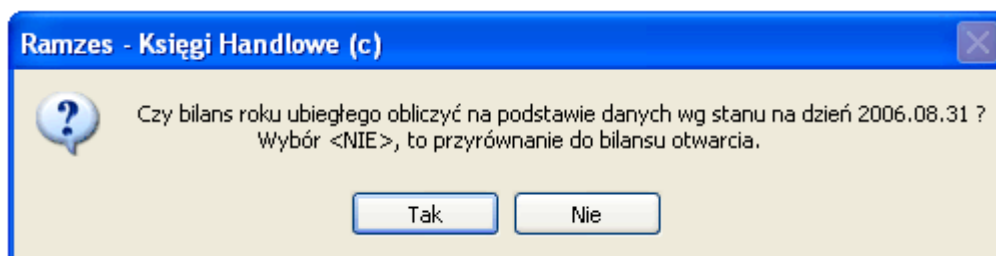 Ramzes - Księgi Handlowe (c)
Czy bilans roku ubiegłego obliczyć na podstawie danych wg stanu na dzień 2006.08.31 ?
Wybór <NIE>, to przyrównanie do bilansu otwarcia.
Tak
Nie